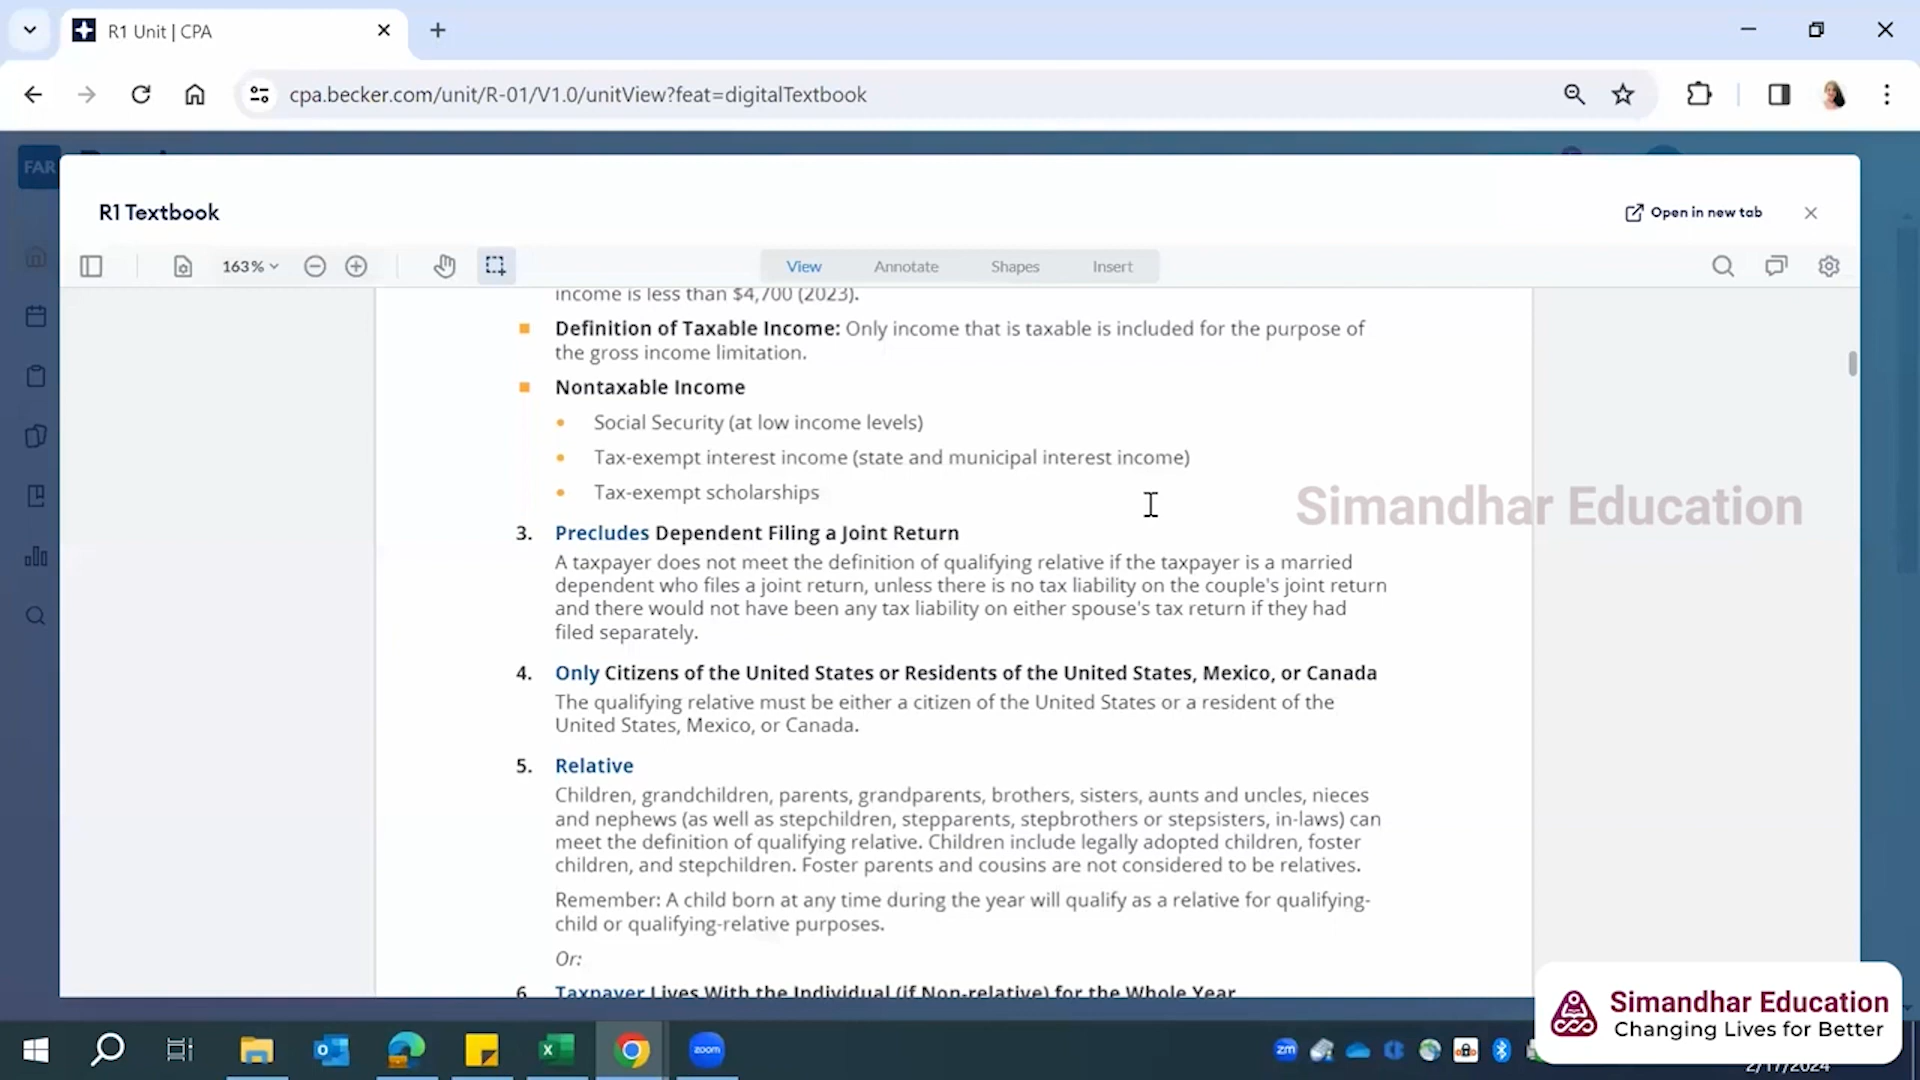 R1 Unit | CPA
cpa.becker.com/unit/R-01/V1.0/unitView?feat=digitalTextbook
FAR
R1 Textbook
Open in new tab
163%
View
Annotate
Shapes
Insert
income is less than $4,700 (2023).
Definition of Taxable Income: Only income that is taxable is included for the purpose of
the gross income limitation.
Nontaxable Income
Social Security (at low income levels)
Tax-exempt interest income (state and municipal interest income)
Tax-exempt scholarships
Simandhar Education
3. Precludes Dependent Filing a Joint Return
A taxpayer does not meet the definition of qualifying relative if the taxpayer is a married
dependent who files a joint return, unless there is no tax liability on the couple's joint return
and there would not have been any tax liability on either spouse's tax return if they had
filed separately.
4. Only Citizens of the United States or Residents of the United States, Mexico, or Canada
The qualifying relative must be either a citizen of the United States or a resident of the
United States, Mexico, or Canada.
5. Relative
Children, grandchildren, parents, grandparents, brothers, sisters, aunts and uncles, nieces
and nephews (as well as stepchildren, stepparents, stepbrothers or stepsisters, in-laws) can
meet the definition of qualifying relative. Children include legally adopted children, foster
children, and stepchildren. Foster parents and cousins are not considered to be relatives.
Remember: A child born at any time during the year will qualify as a relative for qualifying-
child or qualifying-relative purposes.
Or:
6. Taxpayer Lives With the Individual (if Non-relative) for the Whole Year
Simandhar Education
Changing Lives for Better
zoom
zm
2/17/2024